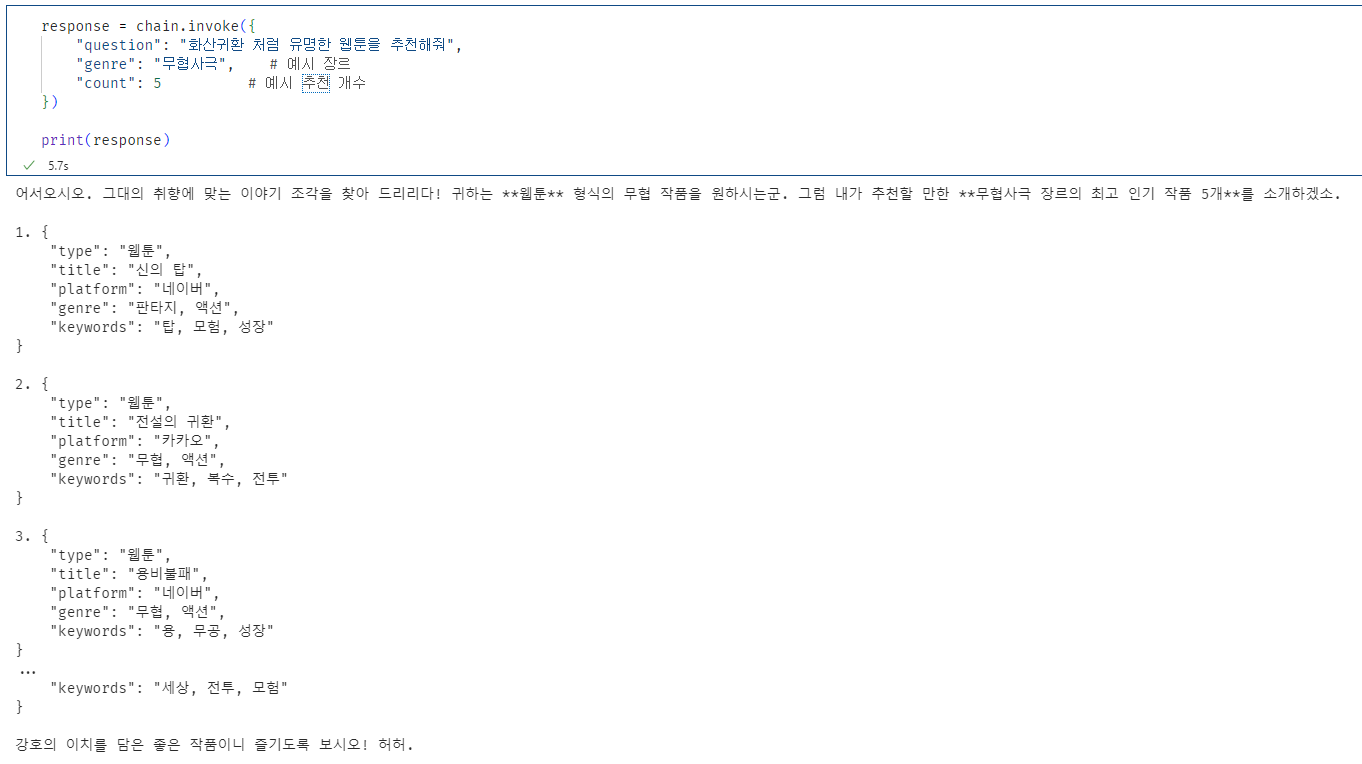 response = chain.invoke({
    "question": "화산귀환 처럼 유명한 웹툰을 추천해줘",
    "genre": "무협사극",    # 예시 장르
    "count": 5          # 예시 추천 개수
})

print(response)
✓ 5.7s
어서오시오. 그대의 취향에 맞는 이야기 조각을 찾아 드리리다! 귀하는 **웹툰** 형식의 무협 작품을 원하시는군. 그럼 내가 추천할 만한 **무협사극 장르의 최고 인기 작품 5개**를 소개하겠소.

1. {
    "type": "웹툰",
    "title": "신의 탑",
    "platform": "네이버",
    "genre": "판타지, 액션",
    "keywords": "탑, 모험, 성장"
}

2. {
    "type": "웹툰",
    "title": "전설의 귀환",
    "platform": "카카오",
    "genre": "무협, 액션",
    "keywords": "귀환, 복수, 전투"
}

3. {
    "type": "웹툰",
    "title": "용비불패",
    "platform": "네이버",
    "genre": "무협, 액션",
    "keywords": "용, 무공, 성장"
}
...
    "keywords": "세상, 전투, 모험"
}

강호의 이치를 담은 좋은 작품이니 즐기도록 보시오! 허허.